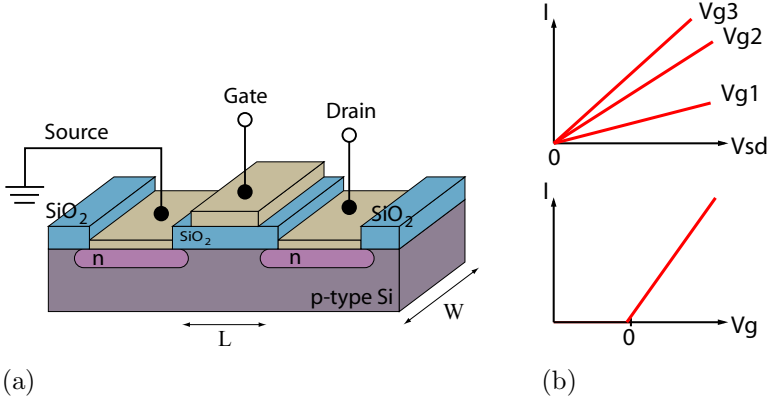 Gate
Drain
Source
SiO₂
SiO₂
SiO₂
n
n
p-type Si
L
W
(a)
I
Vg3
Vg2
Vg1
0
Vsd
I
0
Vg
(b)